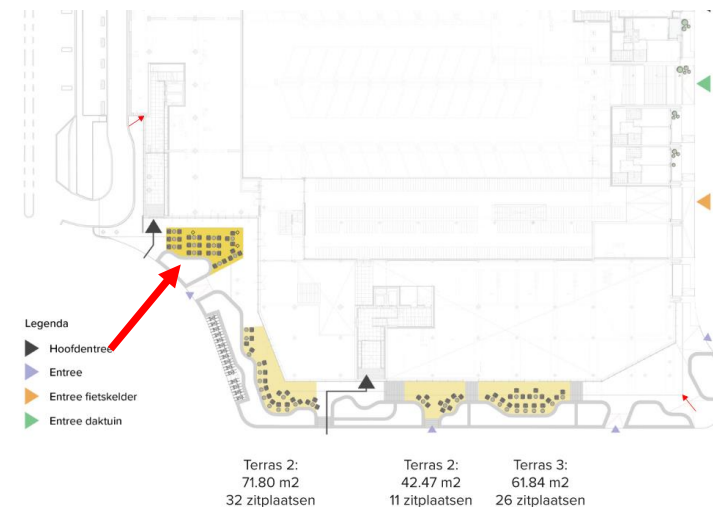 Legenda
Hoofdentree
Entree
Entree fietskelder
Entree daktuin
Terras 2:
71.80 m2
32 zitplaatsen
Terras 2:
42.47 m2
11 zitplaatsen
Terras 3:
61.84 m2
26 zitplaatsen